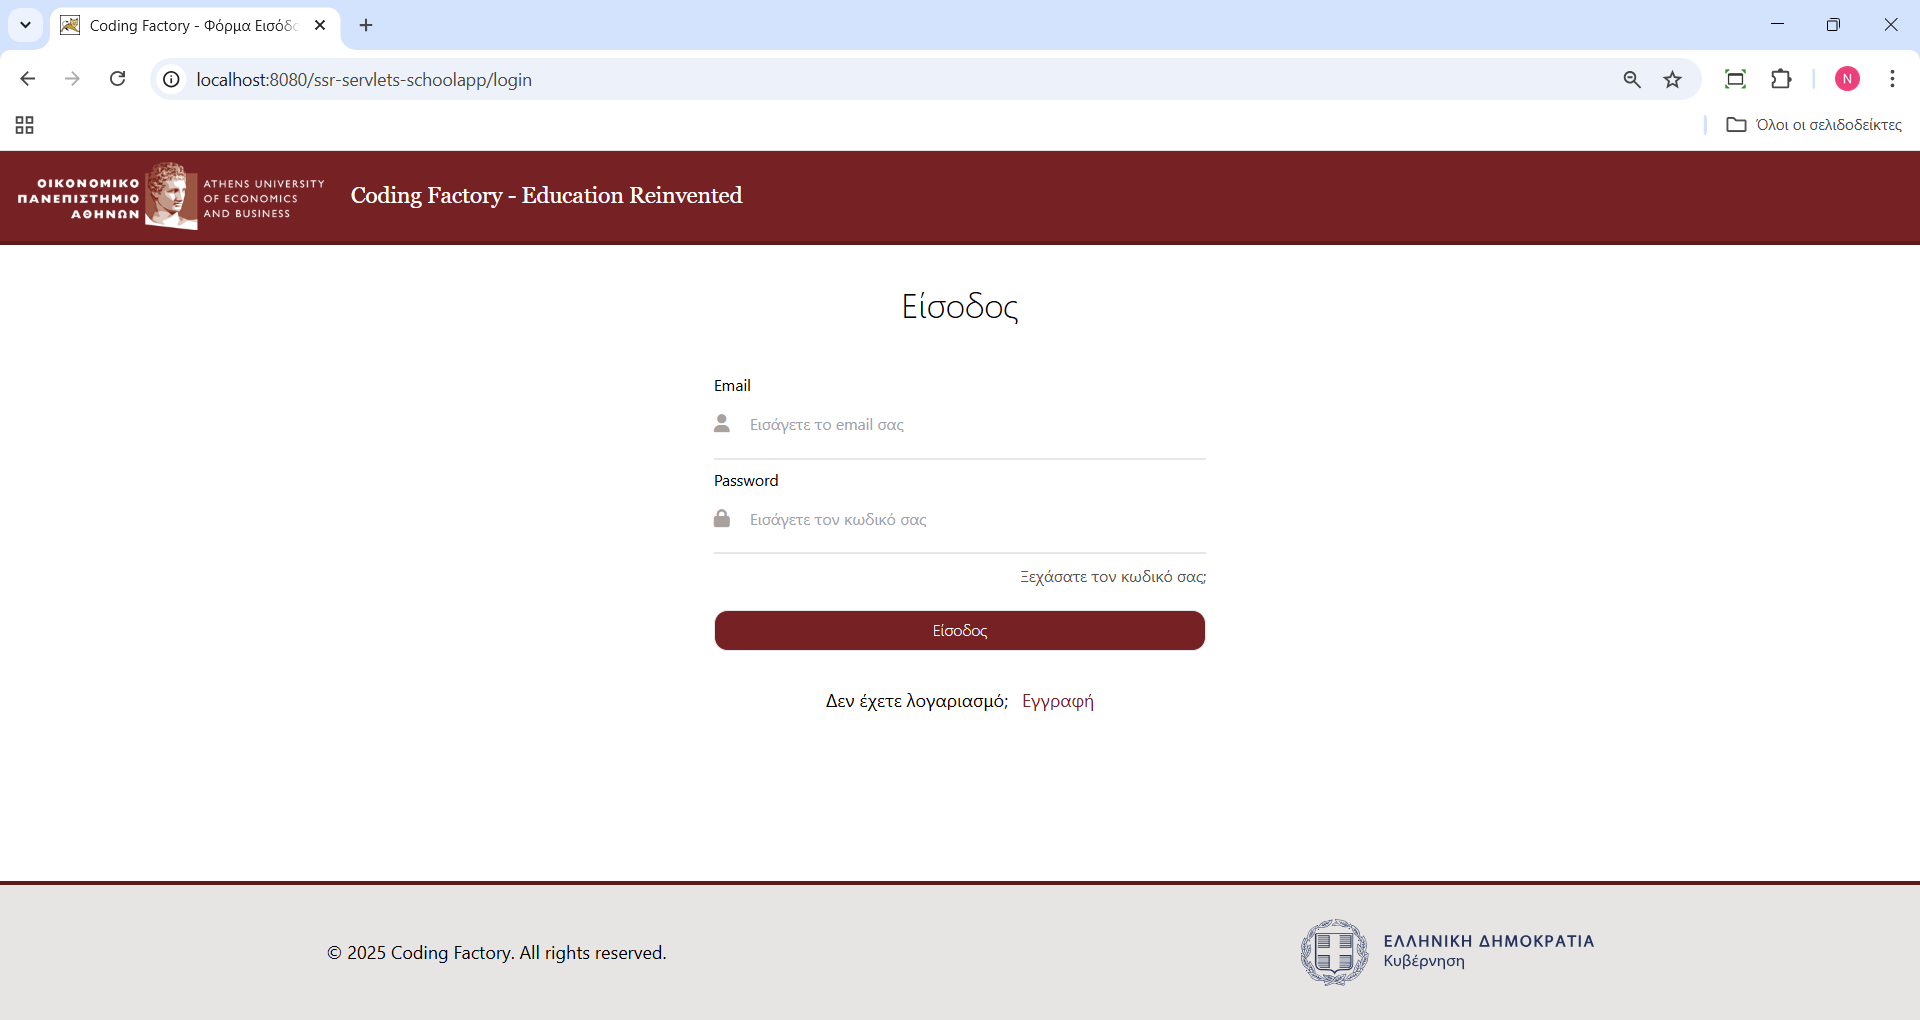 Coding Factory - Φόρμα Εισόδ
localhost:8080/ssr-servlets-schoolapp/login
N
Όλοι οι σελιδοδείκτες
ΟΙΚΟΝΟΜΙΚΟ
ΠΑΝΕΠΙΣΤΗΜΙΟ
ΑΘΗΝΩΝ
ATHENS UNIVERSITY
OF ECONOMICS
AND BUSINESS
Coding Factory - Education Reinvented
Είσοδος
Email
Εισάγετε το email σας
Password
Εισάγετε τον κωδικό σας
Ξεχάσατε τον κωδικό σας;
Είσοδος
Δεν έχετε λογαριασμό; Εγγραφή
© 2025 Coding Factory. All rights reserved.
ΕΛΛΗΝΙΚΗ ΔΗΜΟΚΡΑΤΙΑ
Κυβέρνηση